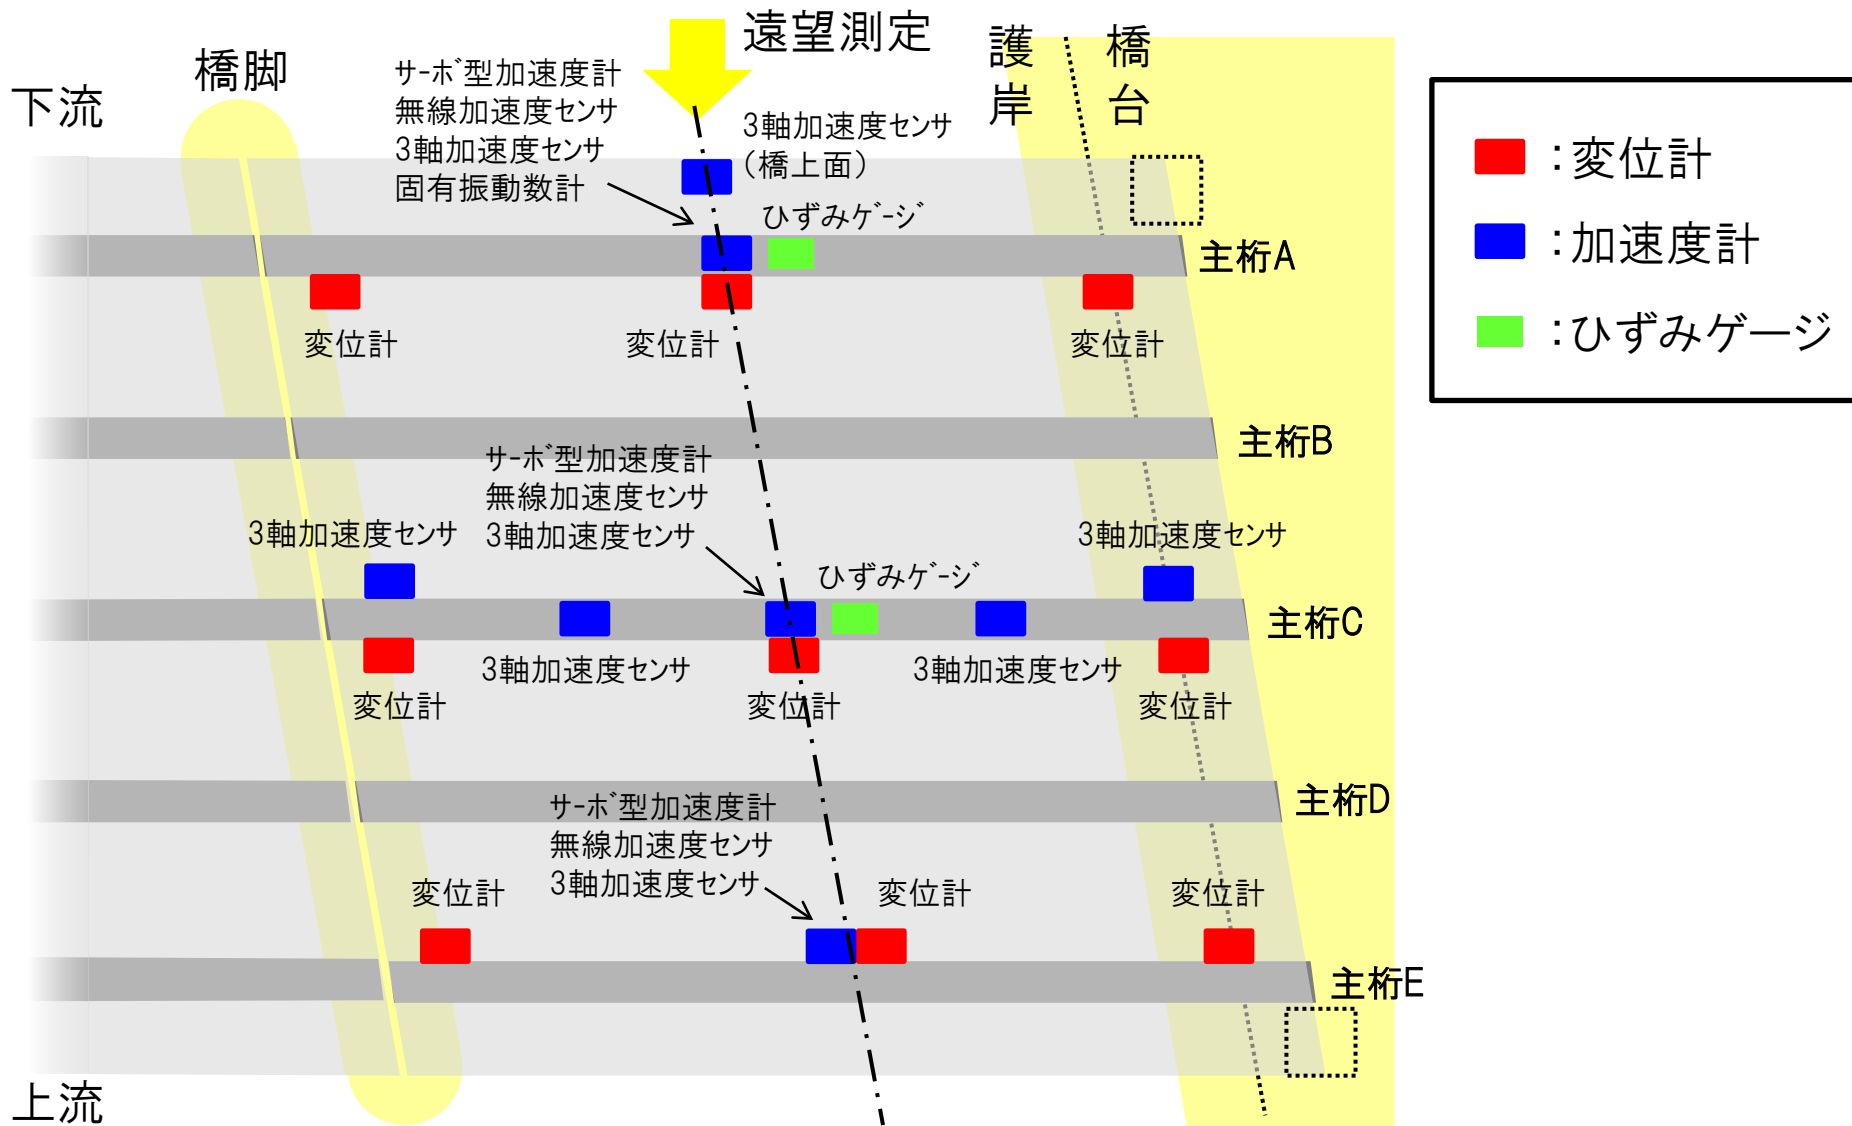 遠望測定
護岸
橋台
橋脚
下流
サーボ型加速度計
無線加速度センサ
3軸加速度センサ
固有振動数計
3軸加速度センサ
(橋上面)
ひずみゲージ
主桁A
変位計
変位計
変位計
:変位計
:加速度計
:ひずみゲージ
主桁B
サーボ型加速度計
無線加速度センサ
3軸加速度センサ
3軸加速度センサ
3軸加速度センサ
ひずみゲージ
主桁C
3軸加速度センサ
3軸加速度センサ
変位計
変位計
変位計
主桁D
サーボ型加速度計
無線加速度センサ
3軸加速度センサ
変位計
変位計
変位計
主桁E
上流